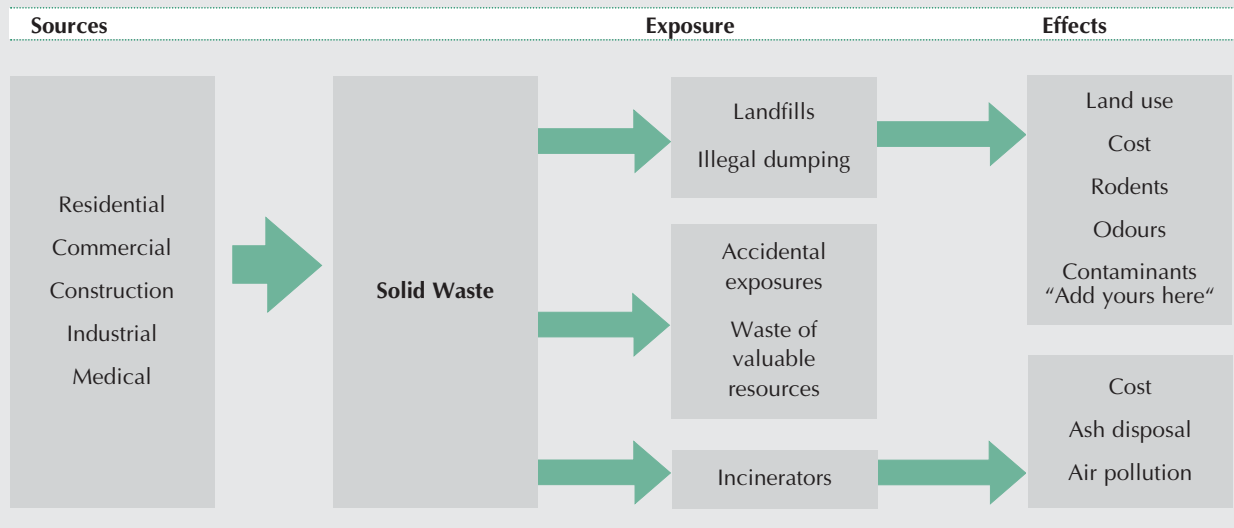 Sources
Exposure
Effects
Residential
Commercial
Construction
Industrial
Medical
Solid Waste
Landfills
Illegal dumping
Accidental
exposures
Waste of
valuable
resources
Incinerators
Land use
Cost
Rodents
Odours
Contaminants
“Add yours here“
Cost
Ash disposal
Air pollution